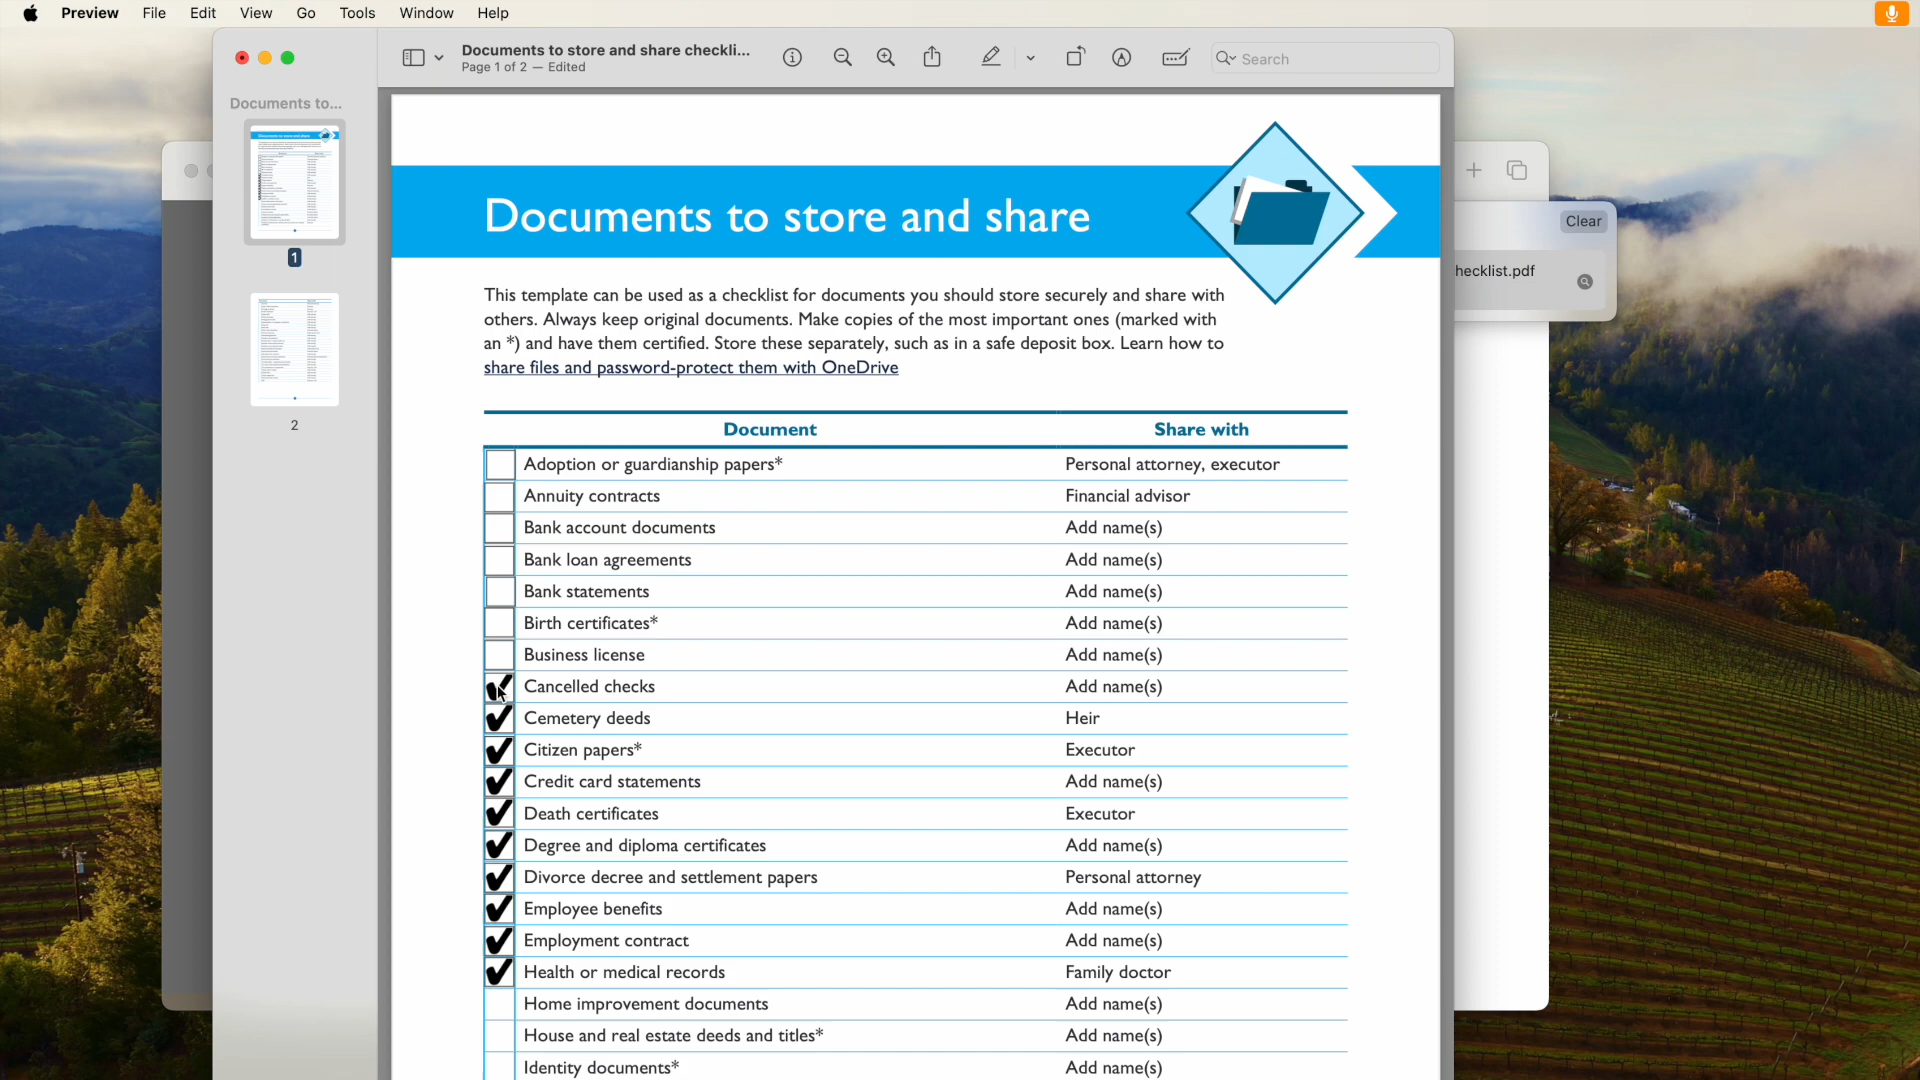 Preview File Edit View Go Tools Window Help
Documents to store and share checkli...
Page 1 of 2 — Edited
Search
Documents to...
1
2
Clear
hecklist.pdf
Documents to store and share
This template can be used as a checklist for documents you should store securely and share with
others. Always keep original documents. Make copies of the most important ones (marked with
an *) and have them certified. Store these separately, such as in a safe deposit box. Learn how to
share files and password-protect them with OneDrive
Document Share with
Adoption or guardianship papers* Personal attorney, executor
Annuity contracts Financial advisor
Bank account documents Add name(s)
Bank loan agreements Add name(s)
Bank statements Add name(s)
Birth certificates* Add name(s)
Business license Add name(s)
Cancelled checks Add name(s)
Cemetery deeds Heir
Citizen papers* Executor
Credit card statements Add name(s)
Death certificates Executor
Degree and diploma certificates Add name(s)
Divorce decree and settlement papers Personal attorney
Employee benefits Add name(s)
Employment contract Add name(s)
Health or medical records Family doctor
Home improvement documents Add name(s)
House and real estate deeds and titles* Add name(s)
Identity documents* Add name(s)